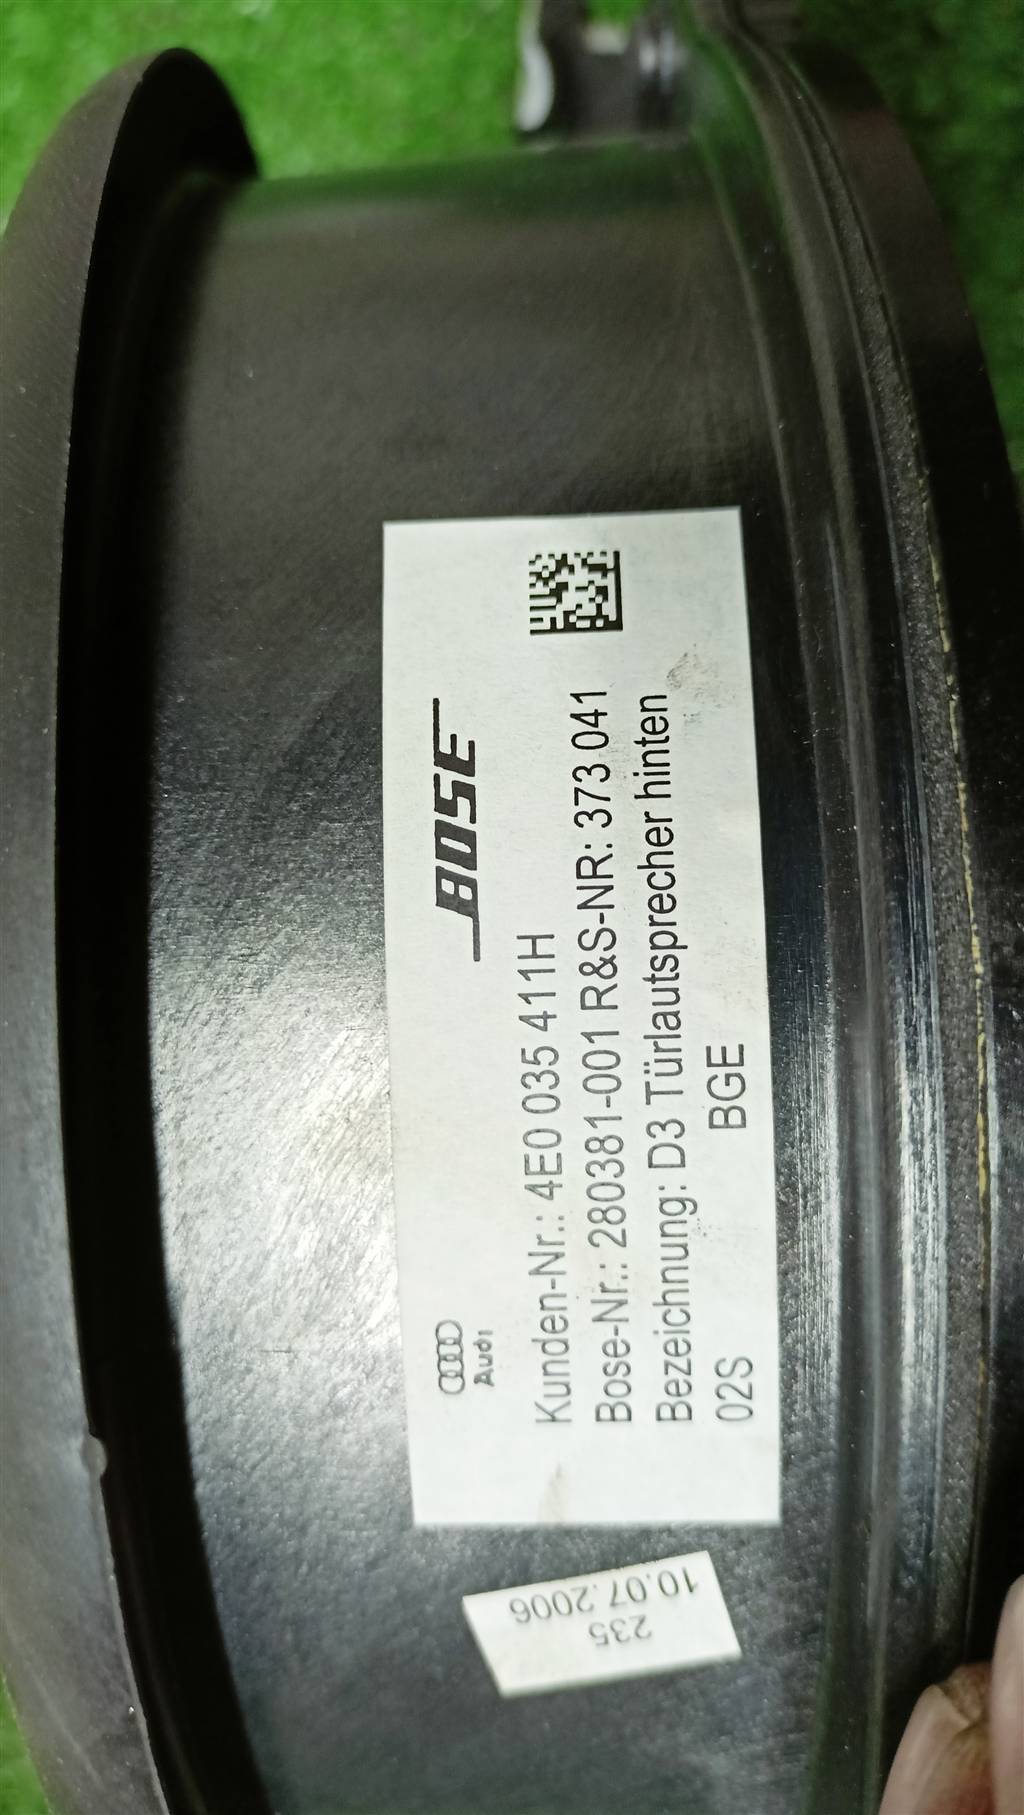 BOSE
Audi
Kunden-Nr.: 4E0 035 411H
Bose-Nr.: 280381-001 R&S-NR: 373 041
Bezeichnung: D3 Türlautsprecher hinten
02S BGE
235
10.07.2006